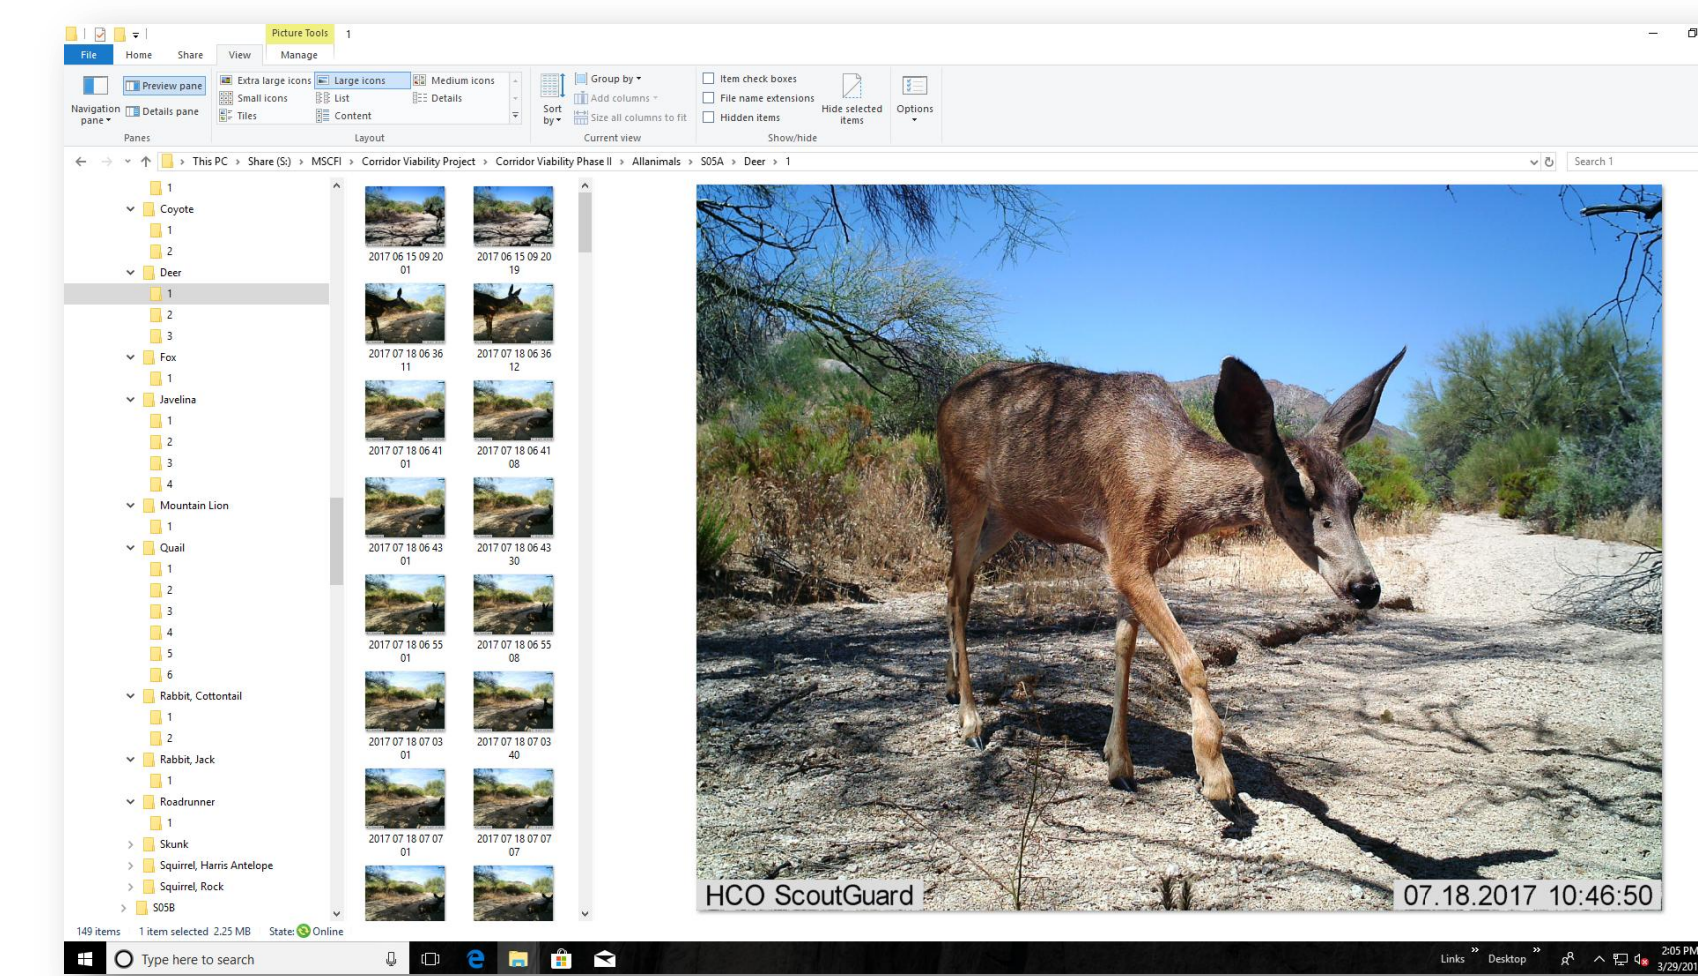 Picture Tools 1
File Home Share View Manage
Navigation pane
Preview pane
Details pane
Panes
Extra large icons Large icons Medium icons
Small icons List Details
Tiles Content
Layout
Sort by
Group by
Add columns
Size all columns to fit
Current view
Item check boxes
File name extensions
Hidden items
Hide selected items
Show/hide
Options
This PC > Share (S:) > MSCFI > Corridor Viability Project > Corridor Viability Phase II > Allanimals > S05A > Deer > 1
Search 1
1
Coyote
1
2
Deer
1
2
3
Fox
1
Javelina
1
2
3
4
Mountain Lion
1
Quail
1
2
3
4
5
6
Rabbit, Cottontail
1
2
Rabbit, Jack
1
Roadrunner
1
Skunk
Squirrel, Harris Antelope
Squirrel, Rock
S05B
2017 06 15 09 20 01
2017 06 15 09 20 19
2017 07 18 06 36 11
2017 07 18 06 36 12
2017 07 18 06 41 01
2017 07 18 06 41 08
2017 07 18 06 43 01
2017 07 18 06 43 30
2017 07 18 06 55 01
2017 07 18 06 55 08
2017 07 18 07 03 01
2017 07 18 07 03 40
2017 07 18 07 07 01
2017 07 18 07 07 07
HCO ScoutGuard 07.18.2017 10:46:50
149 items 1 item selected 2.25 MB State: Online
Type here to search
Links Desktop
2:05 PM
3/29/201